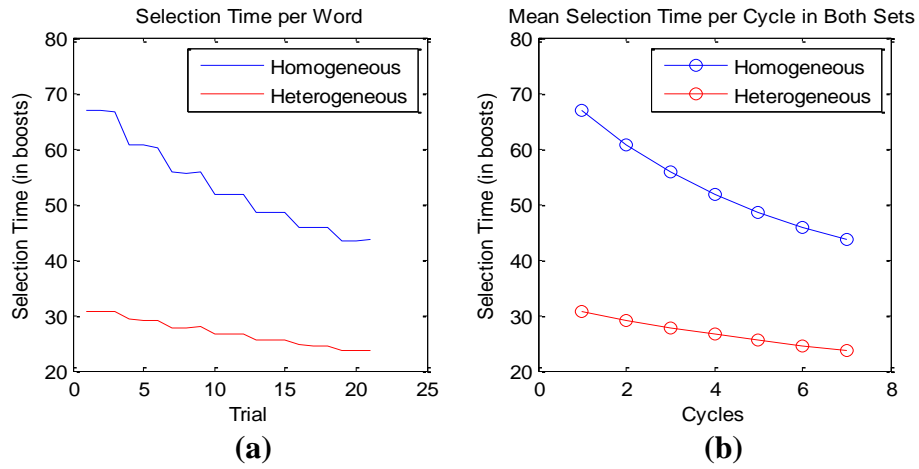 Selection Time per Word
80
70
60
50
40
30
20
Selection Time (in boosts)
Homogeneous
Heterogeneous
0 5 10 15 20 25
Trial
(a)
Mean Selection Time per Cycle in Both Sets
80
70
60
50
40
30
20
Selection Time (in boosts)
Homogeneous
Heterogeneous
0 2 4 6 8
Cycles
(b)